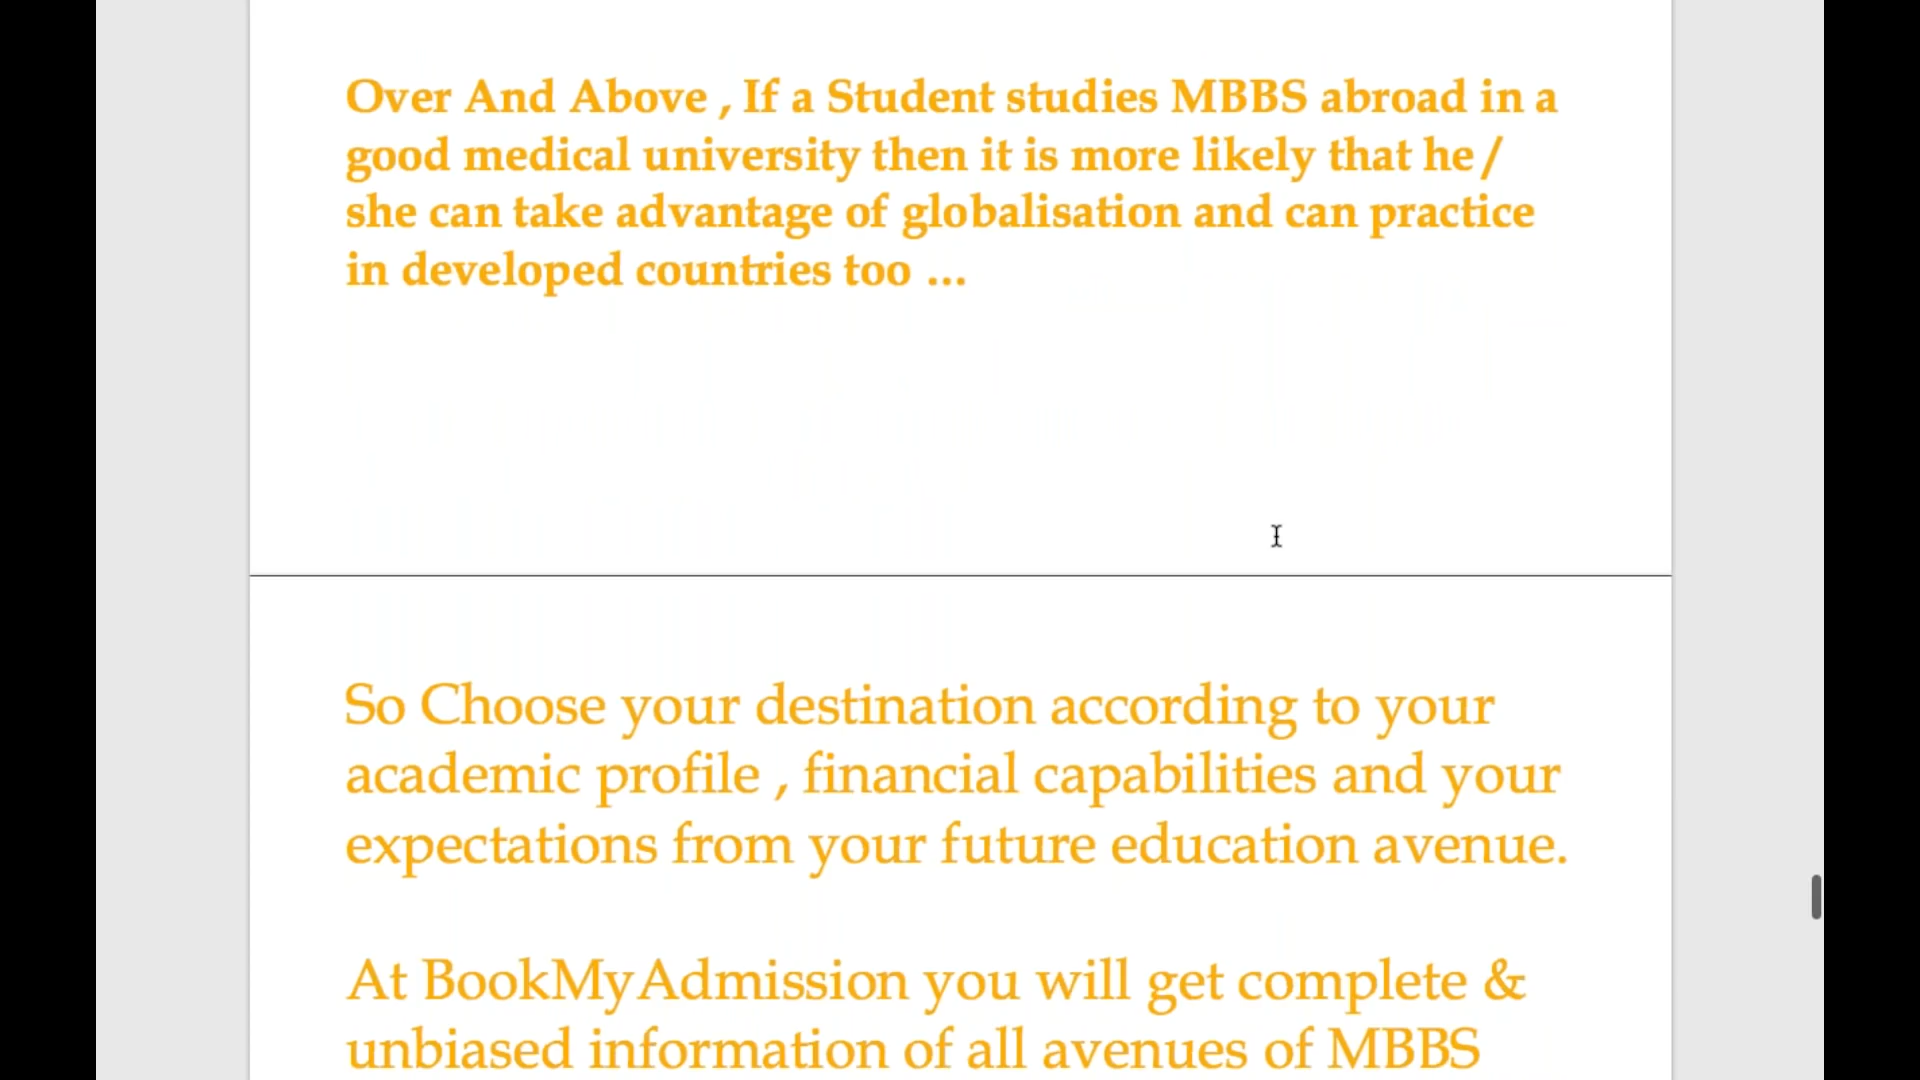 Over And Above , If a Student studies MBBS abroad in a
good medical university then it is more likely that he/
she can take advantage of globalisation and can practice
in developed countries too ...
So Choose your destination according to your
academic profile , financial capabilities and your
expectations from your future education avenue.
At BookMyAdmission you will get complete &
unbiased information of all avenues of MBBS